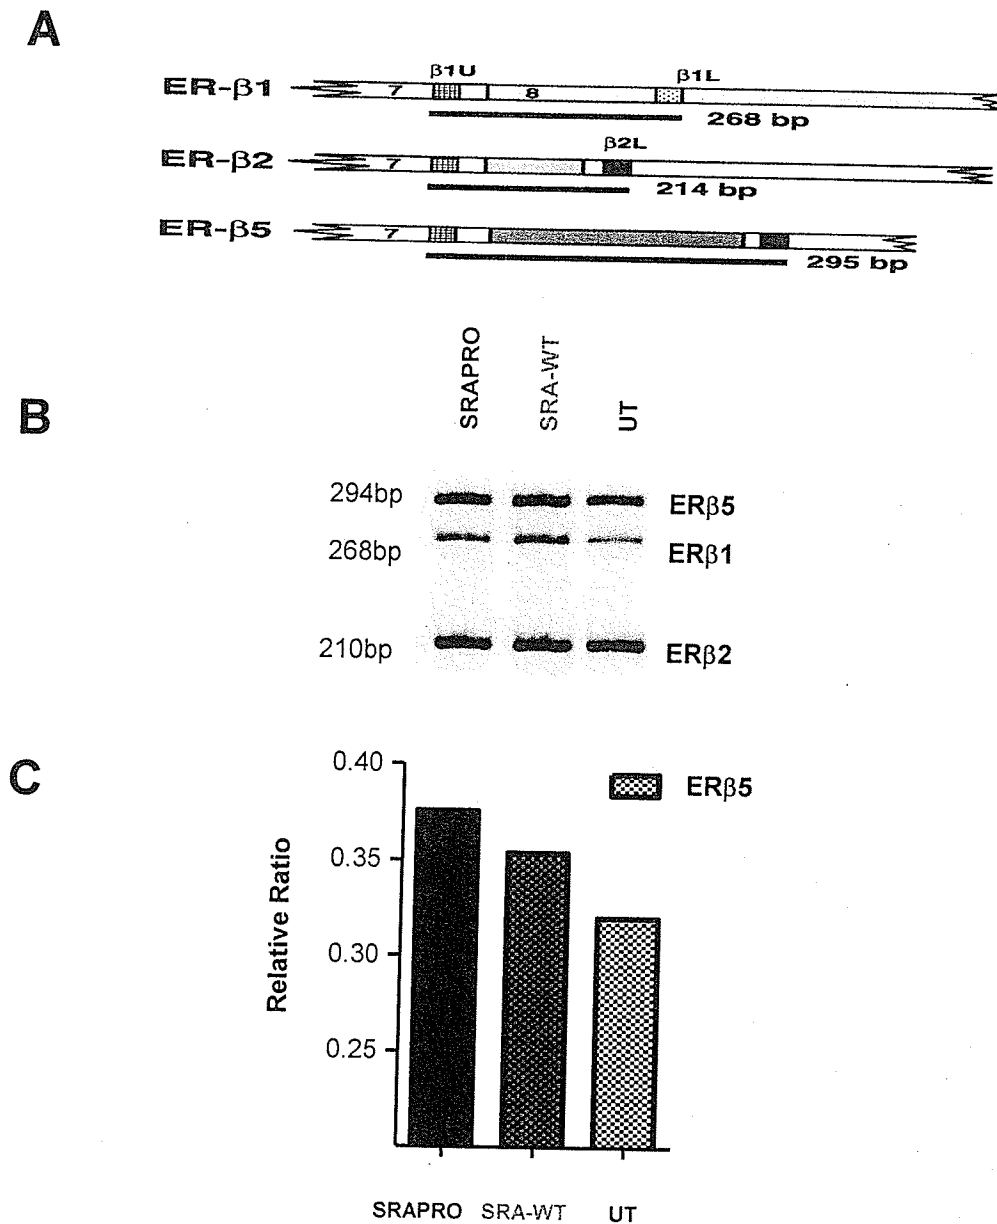 A
β1U
β1L
ER-β1
7
8
268 bp
β2L
ER-β2
7
214 bp
ER-β5
7
295 bp
B
SRAPRO
SRA-WT
UT
294bp
ERβ5
268bp
ERβ1
210bp
ERβ2
C
0.40
0.35
0.30
0.25
Relative Ratio
ERβ5
SRAPRO SRA-WT UT